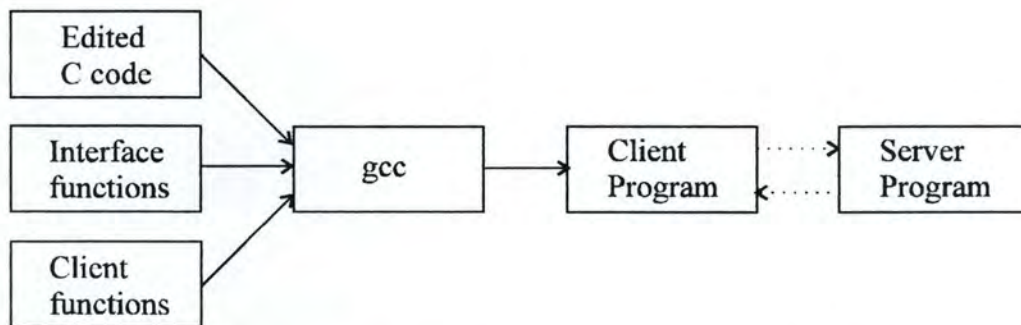 Edited
C code
Interface
functions
Client
functions
gcc
Client
Program
Server
Program